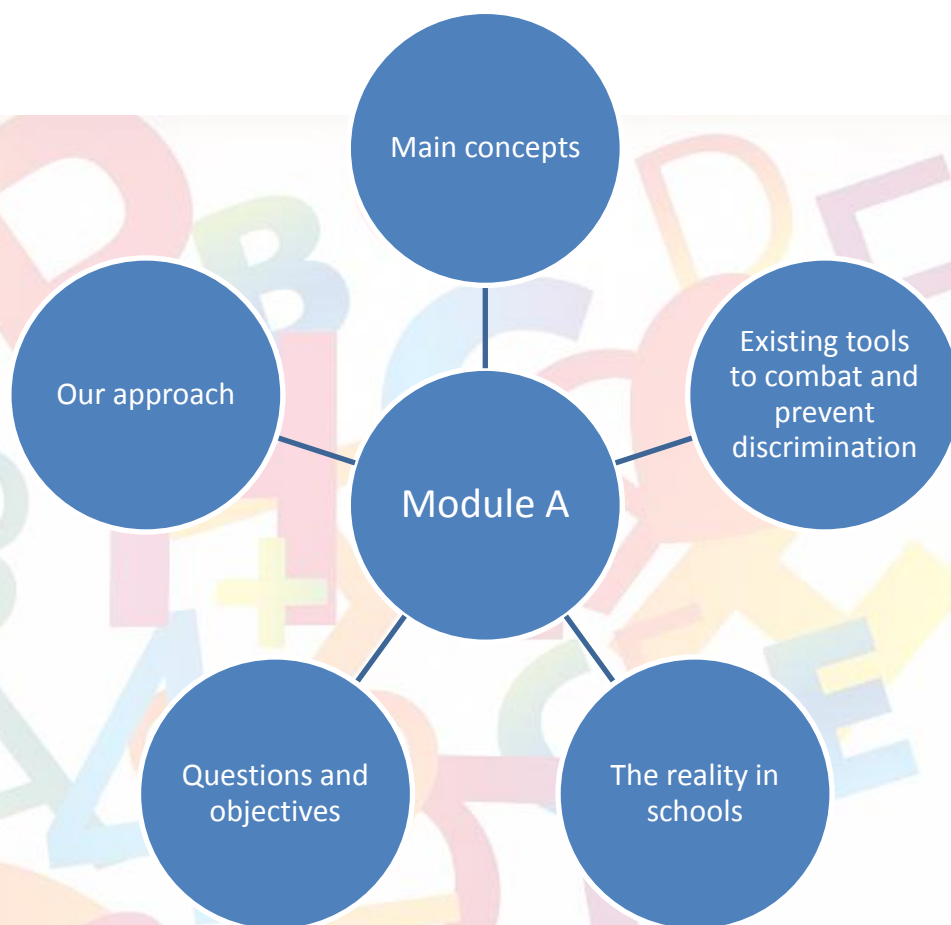 Main concepts
Existing tools
to combat and
prevent
discrimination
The reality in
schools
Questions and
objectives
Our approach
Module A